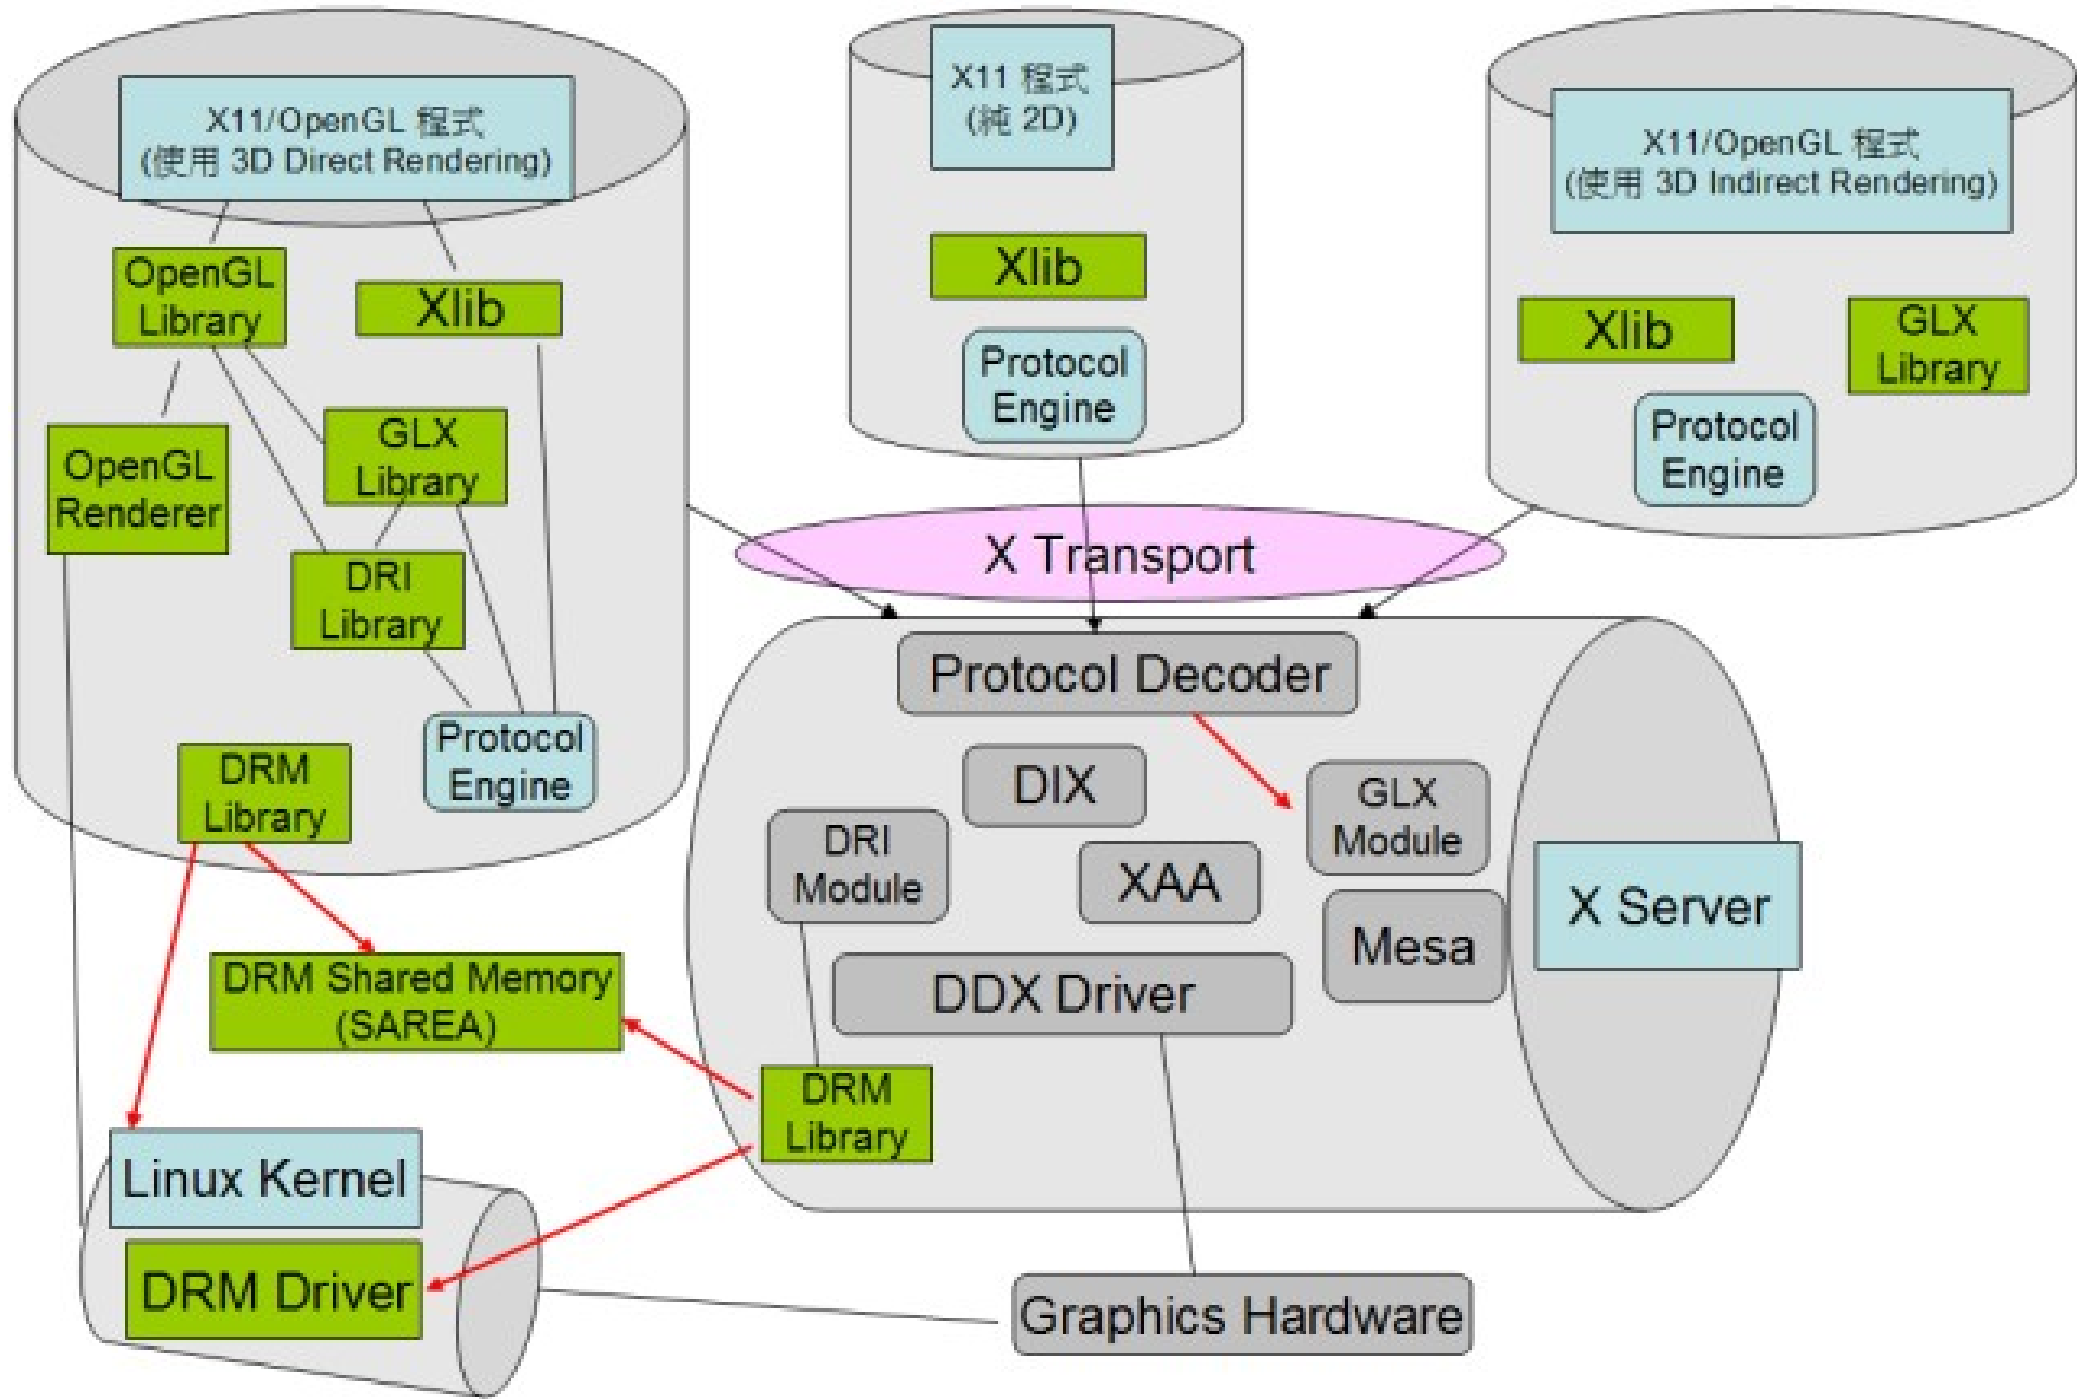 X11/OpenGL 程式
(使用 3D Direct Rendering)
OpenGL
Library
Xlib
GLX
Library
OpenGL
Renderer
DRI
Library
Protocol
Engine
DRM
Library
X11 程式
(純 2D)
Xlib
Protocol
Engine
X11/OpenGL 程式
(使用 3D Indirect Rendering)
Xlib
GLX
Library
Protocol
Engine
X Transport
Protocol Decoder
DIX
GLX
Module
DRI
Module
XAA
Mesa
X Server
DDX Driver
DRM
Library
DRM Shared Memory
(SAREA)
Linux Kernel
DRM Driver
Graphics Hardware